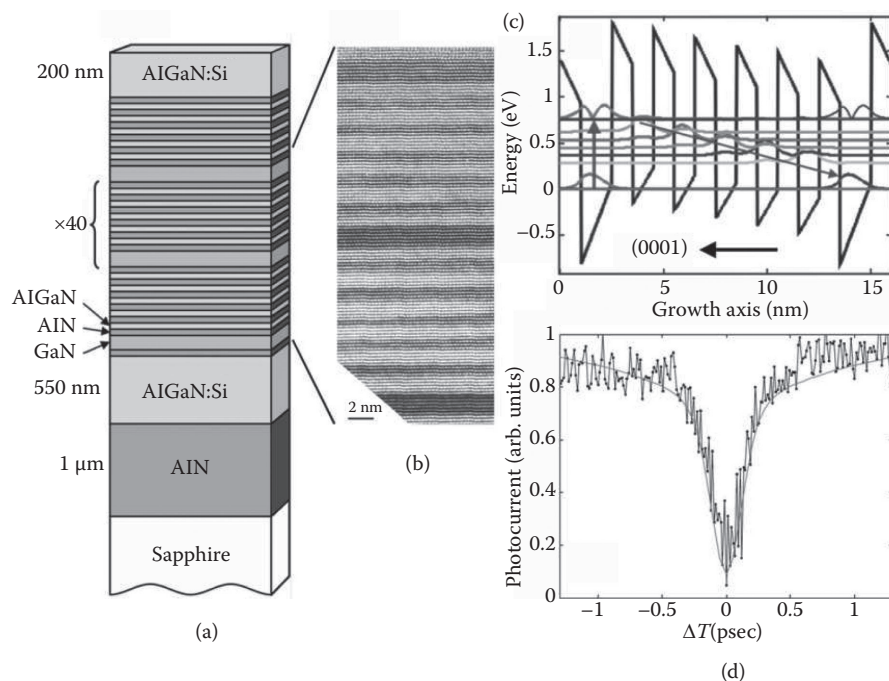 200 nm
AlGaN:Si
×40
AlGaN
AlN
GaN
550 nm
AlGaN:Si
1 μm
AlN
Sapphire
(a)
2 nm
(b)
(c)
Energy (eV)
1.5
1
0.5
0
−0.5
(0001)
0
5
10
15
Growth axis (nm)
Photocurrent (arb. units)
1
0.8
0.6
0.4
0.2
0
−1
−0.5
0
0.5
1
ΔT(psec)
(d)